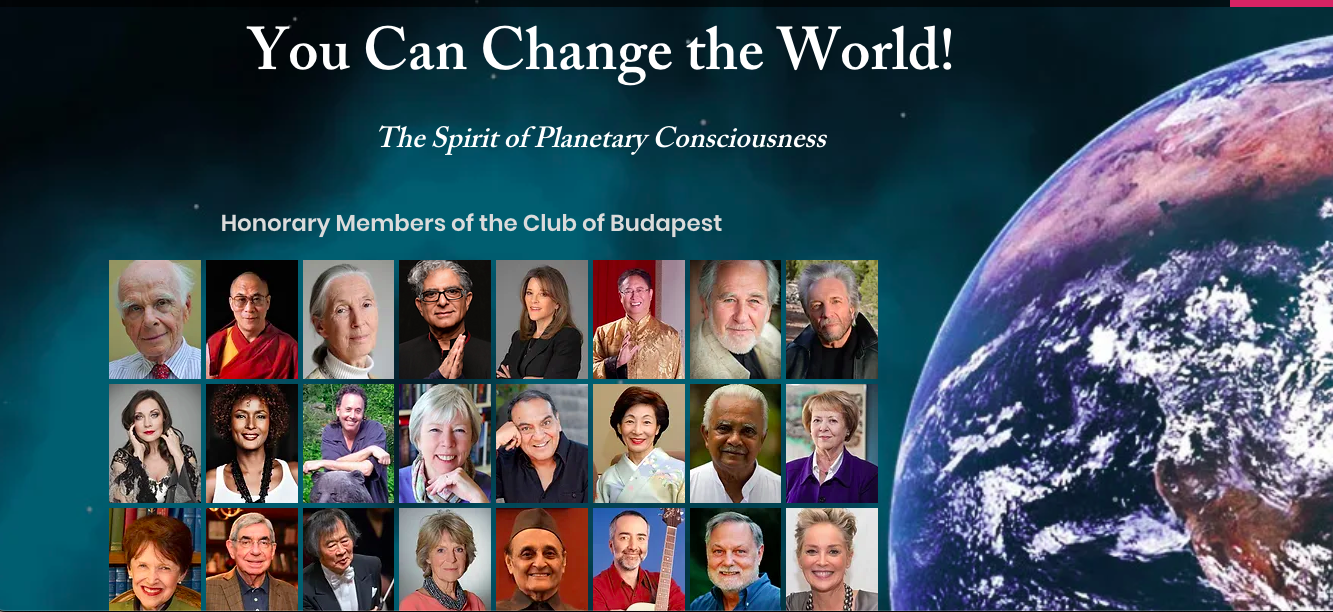 You Can Change the World!
The Spirit of Planetary Consciousness
Honorary Members of the Club of Budapest